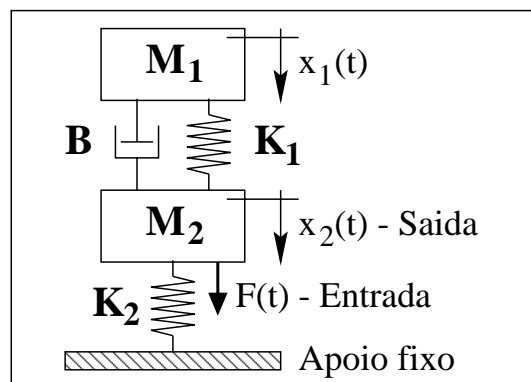 M1
x1(t)
B
K1
M2
x2(t) - Saida
K2
F(t) - Entrada
Apoio fixo